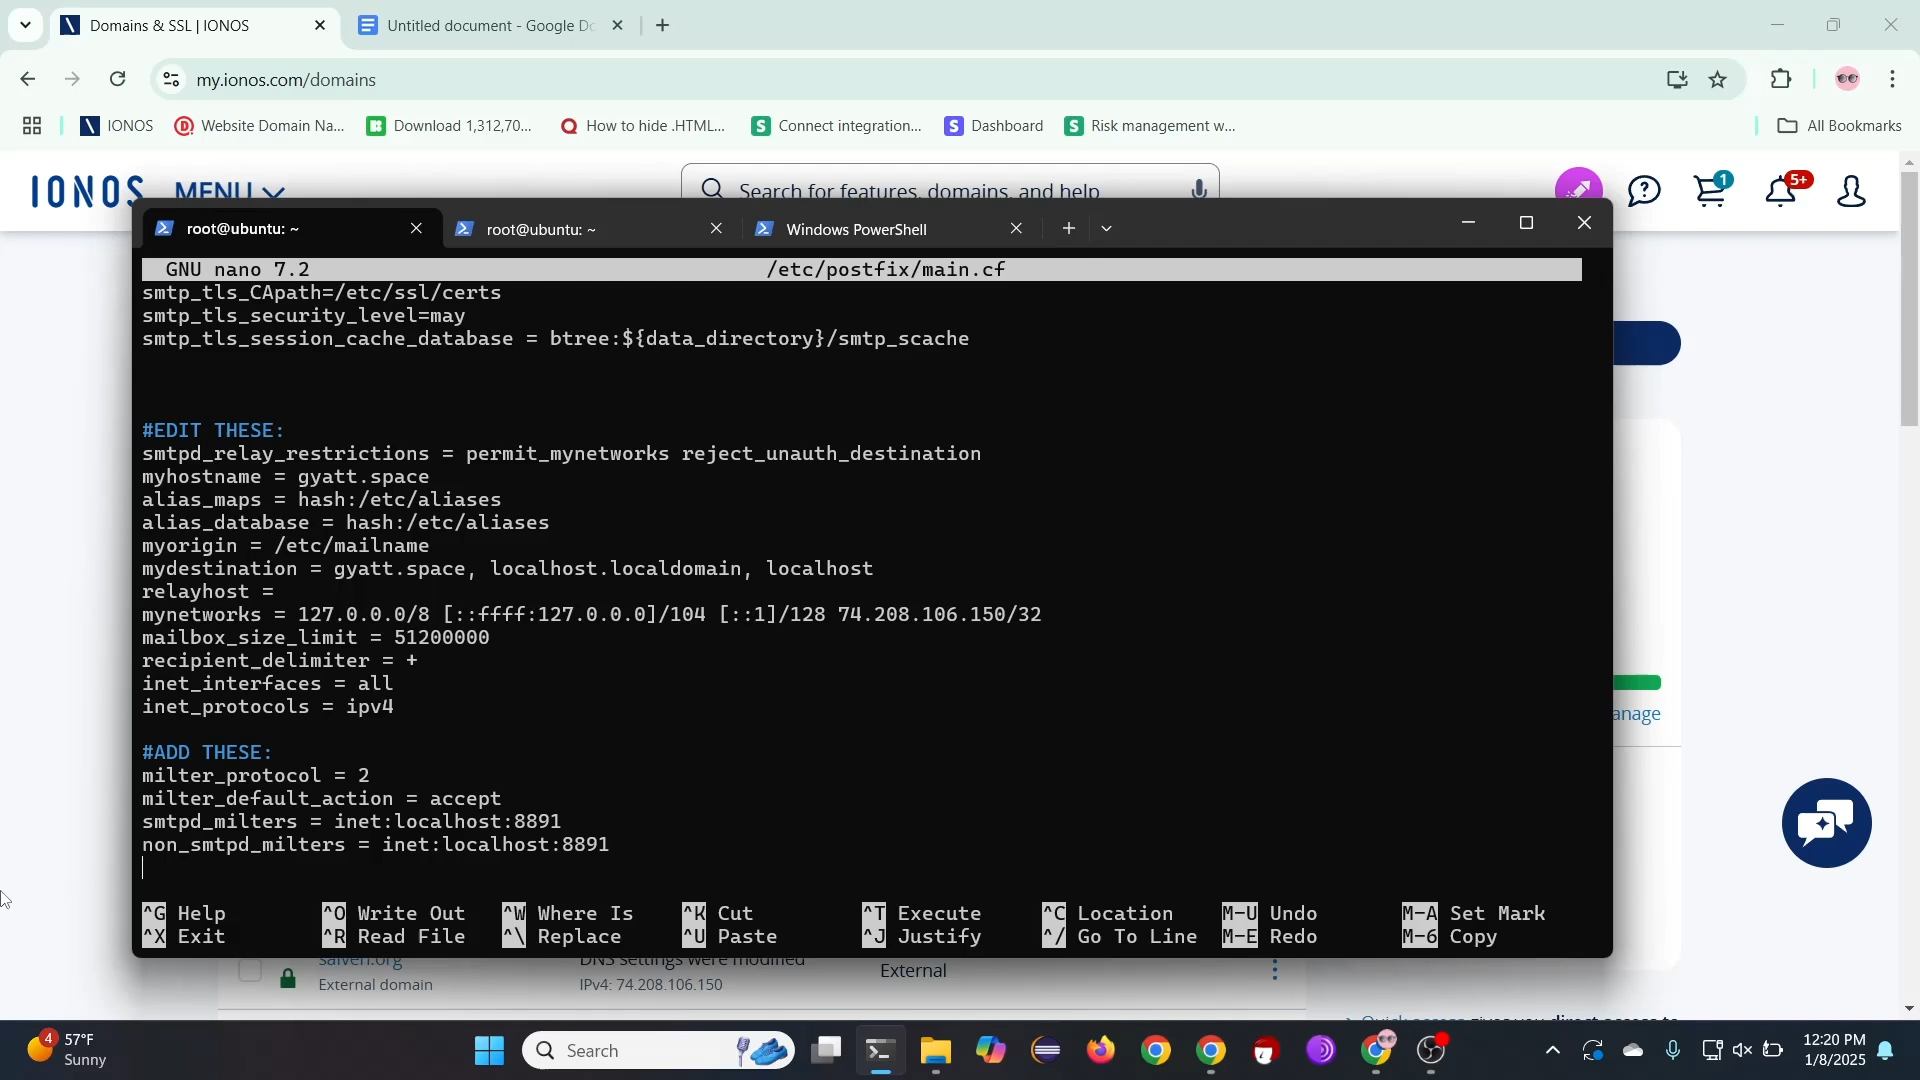 Domains & SSL | IONOS
Untitled document - Google Do
my.ionos.com/domains
IONOS
Website Domain Na...
Download 1,312,70...
How to hide .HTML...
Connect integration...
Dashboard
Risk management w...
All Bookmarks
IONOS
MENU
Search for features, domains, and help
1
5+
root@ubuntu: ~
root@ubuntu: ~
Windows PowerShell
GNU nano 7.2 /etc/postfix/main.cf
smtp_tls_CApath=/etc/ssl/certs
smtp_tls_security_level=may
smtp_tls_session_cache_database = btree:${data_directory}/smtp_scache
#EDIT THESE:
smtpd_relay_restrictions = permit_mynetworks reject_unauth_destination
myhostname = gyatt.space
alias_maps = hash:/etc/aliases
alias_database = hash:/etc/aliases
myorigin = /etc/mailname
mydestination = gyatt.space, localhost.localdomain, localhost
relayhost =
mynetworks = 127.0.0.0/8 [::ffff:127.0.0.0]/104 [::1]/128 74.208.106.150/32
mailbox_size_limit = 51200000
recipient_delimiter = +
inet_interfaces = all
inet_protocols = ipv4
anage
#ADD THESE:
milter_protocol = 2
milter_default_action = accept
smtpd_milters = inet:localhost:8891
non_smtpd_milters = inet:localhost:8891
^G Help ^O Write Out ^W Where Is ^K Cut ^T Execute ^C Location M-U Undo M-A Set Mark
^X Exit ^R Read File ^\ Replace ^U Paste ^J Justify ^/ Go To Line M-E Redo M-6 Copy
DNS settings were modified
External
External domain
IPv4: 74.208.106.150
4
57°F
Sunny
Search
12:20 PM
1/8/2025